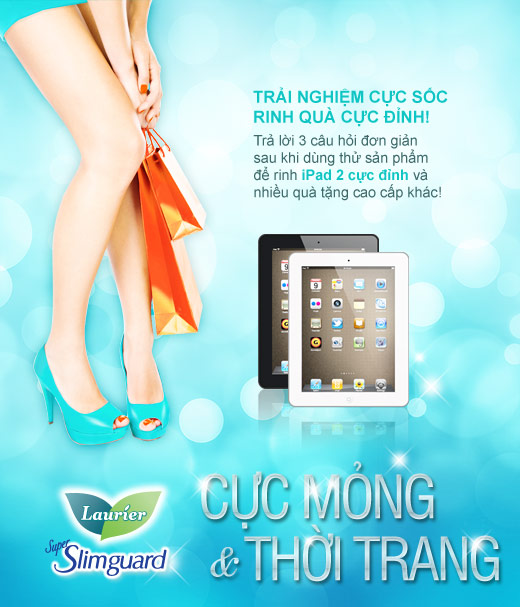 TRẢI NGHIỆM CỰC SỐC
RINH QUÀ CỰC ĐỈNH!
Trả lời 3 câu hỏi đơn giản
sau khi dùng thử sản phẩm
để rinh iPad 2 cực đỉnh và
nhiều quà tặng cao cấp khác!
Laurier
Super
Slimguard
CỰC MỎNG
& THỜI TRANG